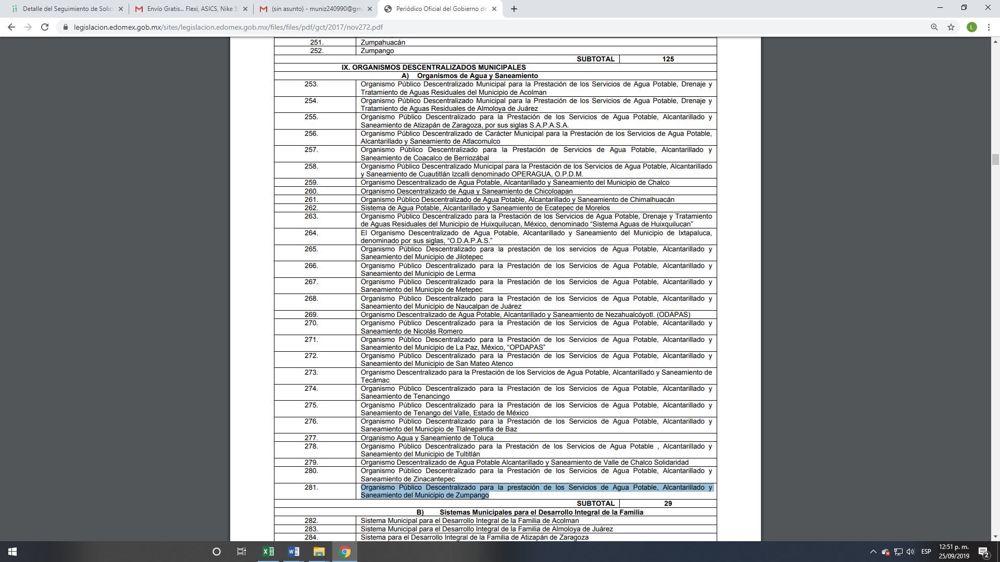 Detalle del Seguimiento de Solici
Envío Gratis... Flexi, ASICS, Nike S
(sin asunto) - muniz240990@gm
Periódico Oficial del Gobierno de
legislacion.edomex.gob.mx/sites/legislacion.edomex.gob.mx/files/files/pdf/gct/2017/nov272.pdf
L
251. Zumpahuacán
252. Zumpango
SUBTOTAL 125
IX. ORGANISMOS DESCENTRALIZADOS MUNICIPALES
A) Organismos de Agua y Saneamiento
253. Organismo Público Descentralizado Municipal para la Prestación de los Servicios de Agua Potable, Drenaje y
Tratamiento de Aguas Residuales del Municipio de Acolman
254. Organismo Público Descentralizado Municipal para la Prestación de los Servicios de Agua Potable, Drenaje y
Tratamiento de Aguas Residuales de Almoloya de Juárez
255. Organismo Público Descentralizado para la Prestación de los Servicios de Agua Potable, Alcantarillado y
Saneamiento de Atizapán de Zaragoza, por sus siglas S.A.P.A.S.A.
256. Organismo Público Descentralizado de Carácter Municipal para la Prestación de los Servicios de Agua Potable,
Alcantarillado y Saneamiento de Atlacomulco
257. Organismo Público Descentralizado para la Prestación de Servicios de Agua Potable, Alcantarillado y
Saneamiento de Coacalco de Berriozábal
258. Organismo Público Descentralizado Municipal para la Prestación de los Servicios de Agua Potable, Alcantarillado
y Saneamiento de Cuautitlán Izcalli denominado OPERAGUA, O.P.D.M.
259. Organismo Descentralizado de Agua Potable, Alcantarillado y Saneamiento del Municipio de Chalco
260. Organismo Descentralizado de Agua y Saneamiento de Chicoloapan
261. Organismo Público Descentralizado de Agua Potable, Alcantarillado y Saneamiento de Chimalhuacán
262. Sistema de Agua Potable, Alcantarillado y Saneamiento de Ecatepec de Morelos
263. Organismo Público Descentralizado para la Prestación de los Servicios de Agua Potable, Drenaje y Tratamiento
de Aguas Residuales del Municipio de Huixquilucan, México, denominado “Sistema Aguas de Huixquilucan”
264. El Organismo Descentralizado de Agua Potable, Alcantarillado y Saneamiento del Municipio de Ixtapaluca,
denominado por sus siglas, “O.D.A.P.A.S.”
265. Organismo Público Descentralizado para la prestación de los servicios de Agua Potable, Alcantarillado y
Saneamiento del Municipio de Jilotepec
266. Organismo Público Descentralizado para la Prestación de los Servicios de Agua Potable, Alcantarillado y
Saneamiento del Municipio de Lerma
267. Organismo Público Descentralizado para la Prestación de los Servicios de Agua Potable, Alcantarillado y
Saneamiento del Municipio de Metepec
268. Organismo Público Descentralizado para la Prestación de los Servicios de Agua Potable, Alcantarillado y
Saneamiento del Municipio de Naucalpan de Juárez
269. Organismo Descentralizado de Agua Potable, Alcantarillado y Saneamiento de Nezahualcóyotl. (ODAPAS)
270. Organismo Público Descentralizado para la Prestación de los Servicios de Agua Potable, Alcantarillado y
Saneamiento de Nicolás Romero
271. Organismo Público Descentralizado para la Prestación de los Servicios de Agua Potable, Alcantarillado y
Saneamiento del Municipio de La Paz, México, “OPDAPAS”
272. Organismo Público Descentralizado para la Prestación de los Servicios de Agua Potable, Alcantarillado y
Saneamiento del Municipio de San Mateo Atenco
273. Organismo Descentralizado para la Prestación de los Servicios de Agua Potable, Alcantarillado y Saneamiento de
Tecámac
274. Organismo Público Descentralizado para la Prestación de los Servicios de Agua Potable, Alcantarillado y
Saneamiento de Tenancingo
275. Organismo Público Descentralizado para la Prestación de los Servicios de Agua Potable, Alcantarillado y
Saneamiento de Tenango del Valle, Estado de México
276. Organismo Público Descentralizado para la Prestación de los Servicios de Agua Potable, Alcantarillado y
Saneamiento del Municipio de Tlalnepantla de Baz
277. Organismo Agua y Saneamiento de Toluca
278. Organismo Público Descentralizado para la Prestación de los Servicios de Agua Potable , Alcantarillado y
Saneamiento del Municipio de Tultitlán
279. Organismo Descentralizado de Agua Potable Alcantarillado y Saneamiento de Valle de Chalco Solidaridad
280. Organismo Público Descentralizado para la Prestación de los Servicios de Agua Potable, Alcantarillado y
Saneamiento de Zinacantepec
281. Organismo Público Descentralizado para la prestación de los Servicios de Agua Potable, Alcantarillado y
Saneamiento del Municipio de Zumpango
SUBTOTAL 29
B) Sistemas Municipales para el Desarrollo Integral de la Familia
282. Sistema Municipal para el Desarrollo Integral de la Familia de Acolman
283. Sistema Municipal para el Desarrollo Integral de la Familia de Almoloya de Juárez
284. Sistema para el Desarrollo Integral de la Familia de Atizapán de Zaragoza
ESP
12:51 p. m.
25/09/2019
2